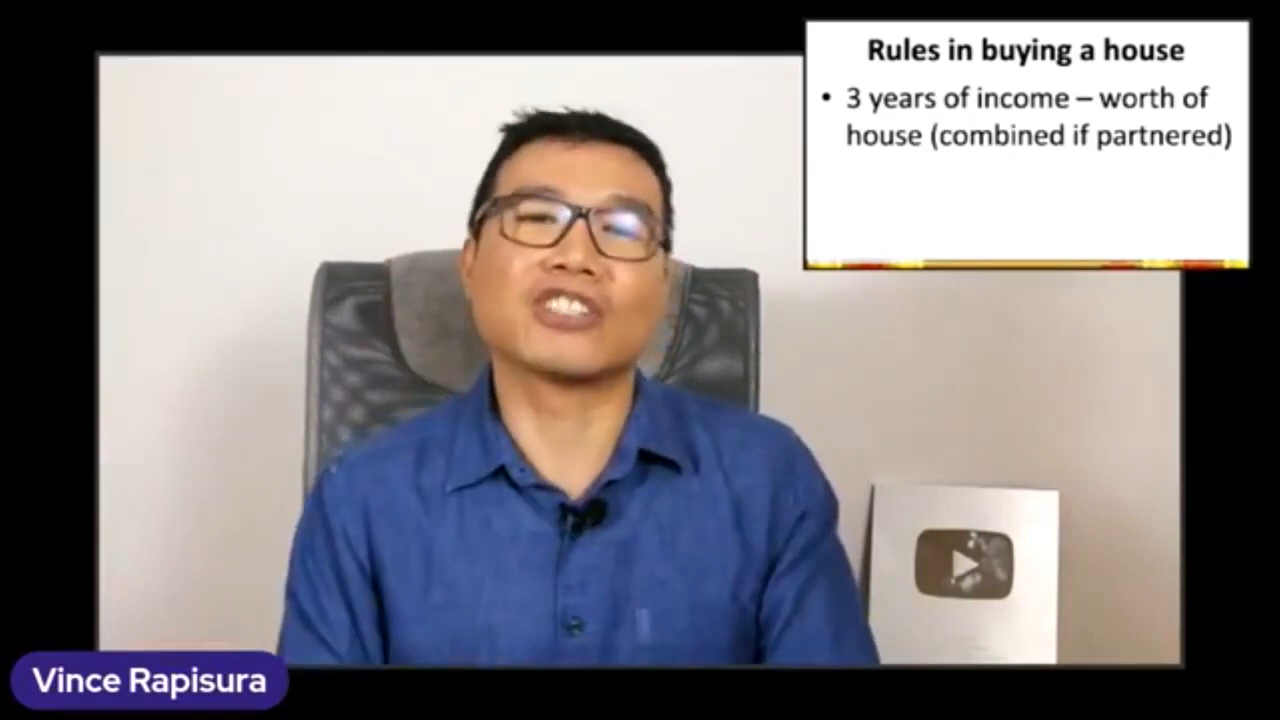 Rules in buying a house
• 3 years of income – worth of
house (combined if partnered)
Vince Rapisura